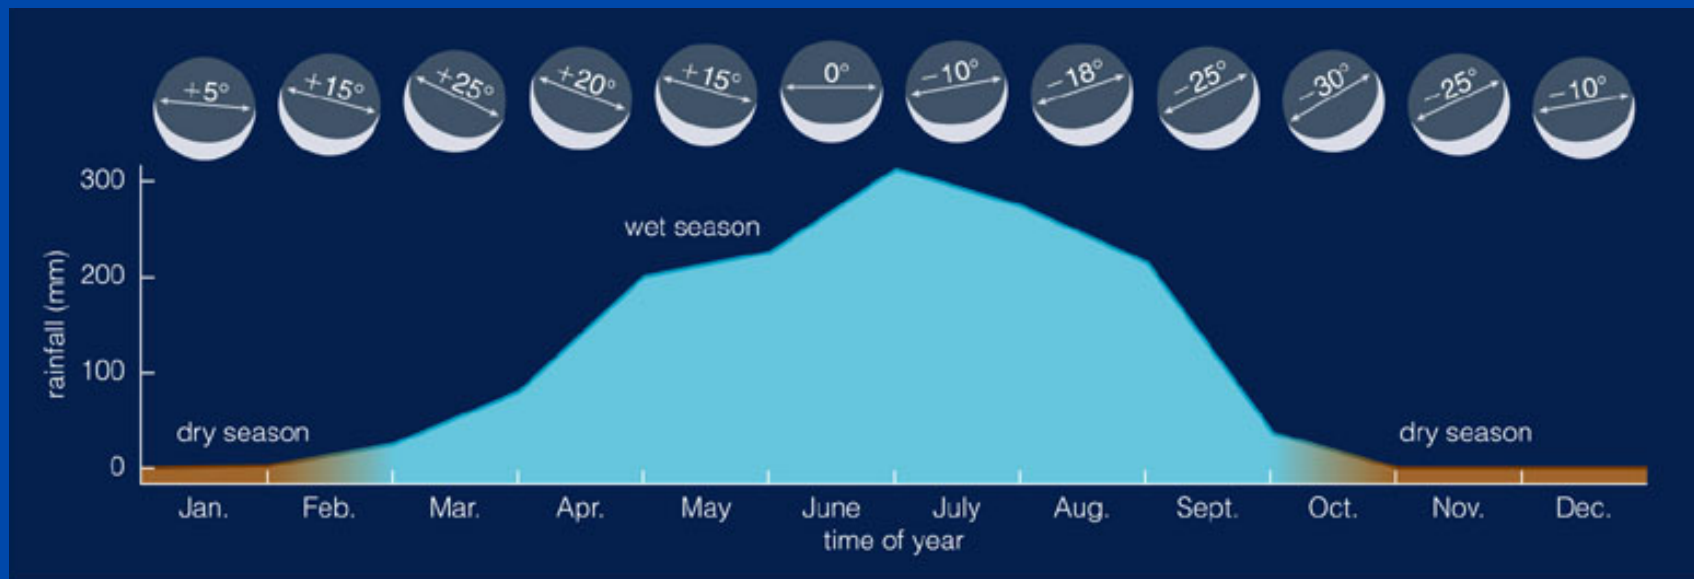 +5° +15° +25° +20° +15° 0° −10° −18° −25° −30° −25° −10°
300
wet season
rainfall (mm)
200
100
dry season
dry season
0
Jan. Feb. Mar. Apr. May June July Aug. Sept. Oct. Nov. Dec.
time of year